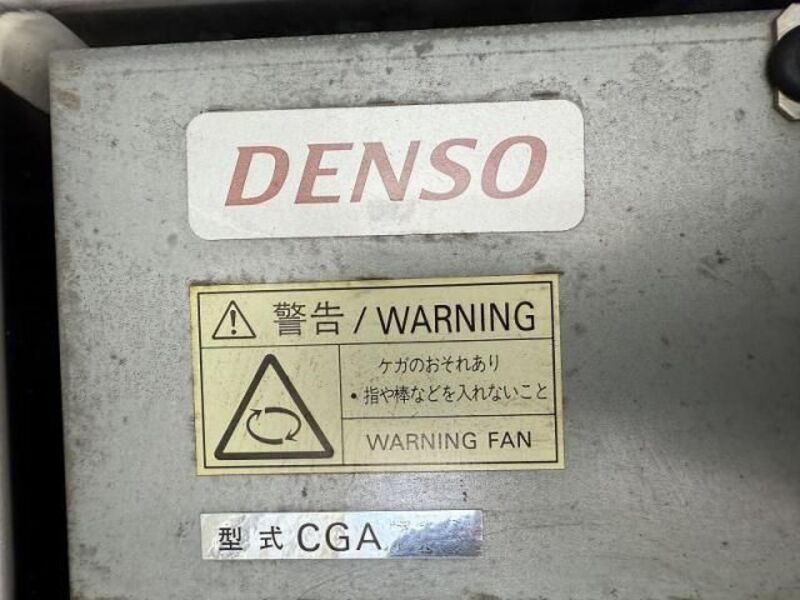 DENSO
警告 / WARNING
ケガのおそれあり
・指や棒などを入れないこと
WARNING FAN
型式 CGA